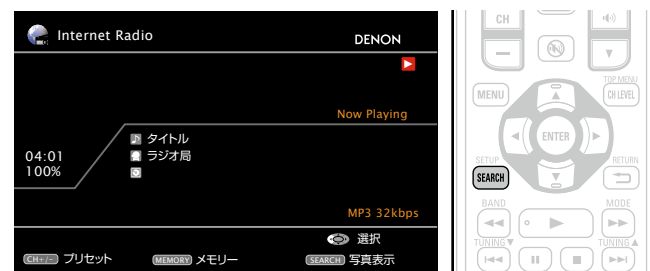 Internet Radio
DENON
Now Playing
タイトル
ラジオ局
04:01
100%
MP3 32kbps
選択
CH+/- プリセット
MEMORY メモリー
SEARCH 写真表示
CH
MENU
TOP MENU
CH LEVEL
ENTER
SETUP
SEARCH
RETURN
BAND
MODE
TUNING▼
TUNING▲